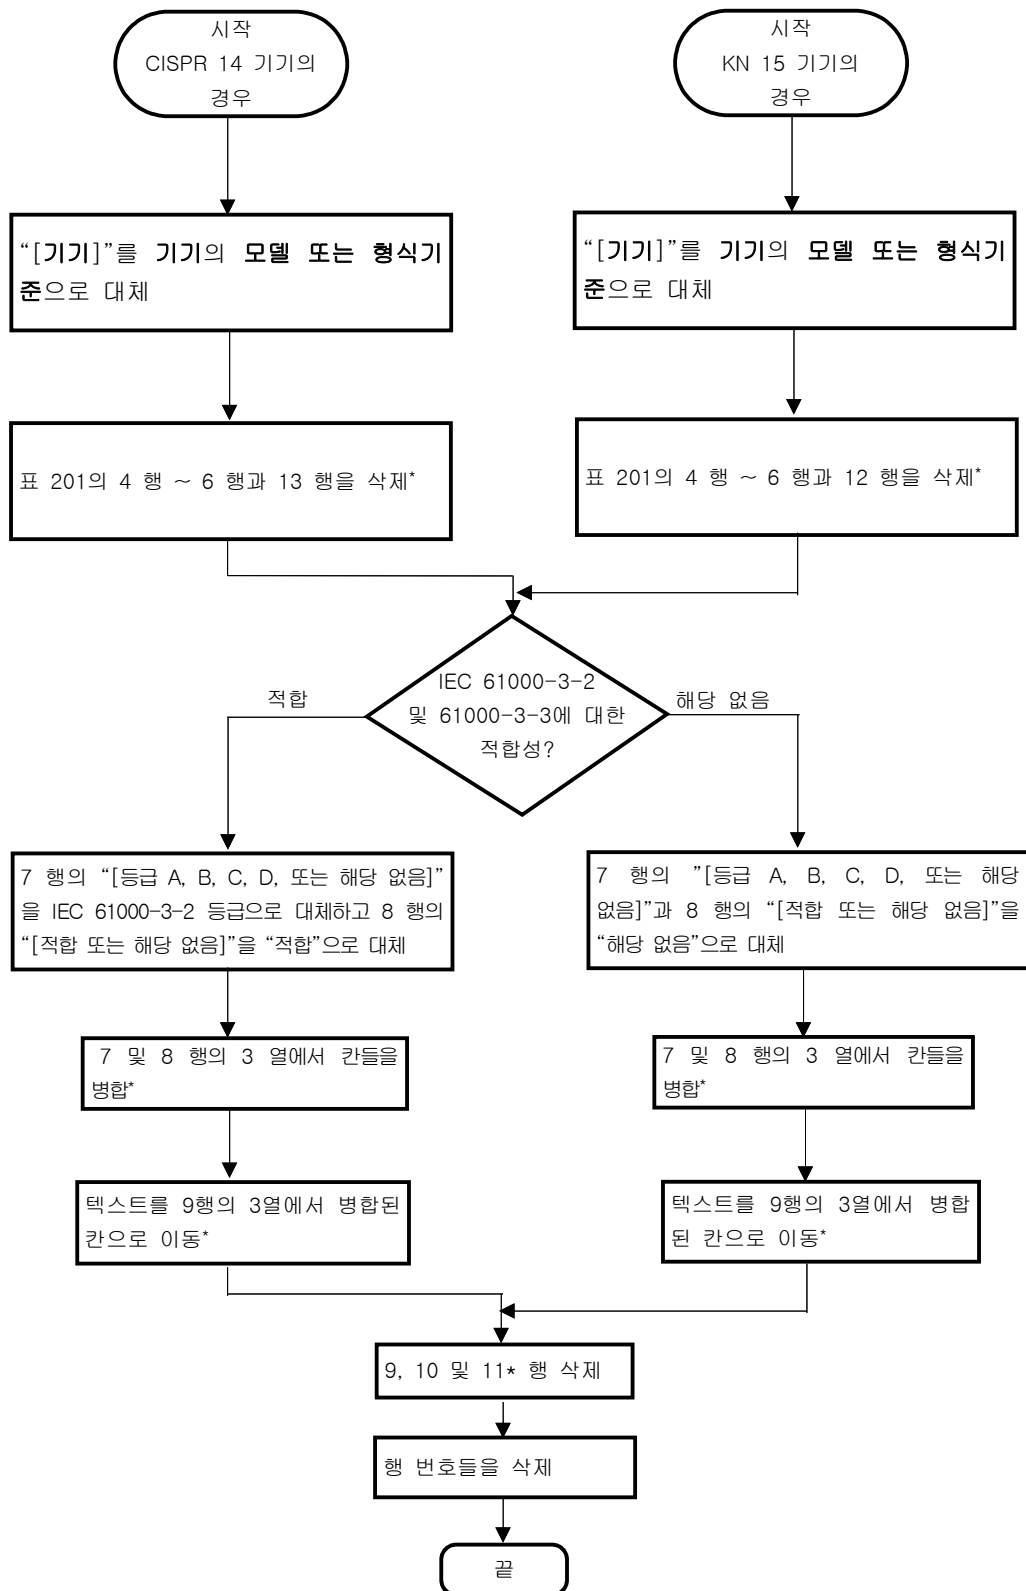 시작
CISPR 14 기기의
경우
시작
KN 15 기기의
경우
“[기기]”를 기기의 모델 또는 형식기
준으로 대체
“[기기]”를 기기의 모델 또는 형식기
준으로 대체
표 201의 4 행 ~ 6 행과 13 행을 삭제*
표 201의 4 행 ~ 6 행과 12 행을 삭제*
IEC 61000-3-2
및 61000-3-3에 대한
적합성?
적합
해당 없음
7 행의 “[등급 A, B, C, D, 또는 해당 없음]”
을 IEC 61000-3-2 등급으로 대체하고 8 행의
“[적합 또는 해당 없음]”을 “적합”으로 대체
7 행의 ”[등급 A, B, C, D, 또는 해당
없음]”과 8 행의 “[적합 또는 해당 없음]”을
“해당 없음”으로 대체
7 및 8 행의 3 열에서 칸들을
병합*
7 및 8 행의 3 열에서 칸들을
병합*
텍스트를 9행의 3열에서 병합된
칸으로 이동*
텍스트를 9행의 3열에서 병합
된 칸으로 이동*
9, 10 및 11* 행 삭제
행 번호들을 삭제
끝